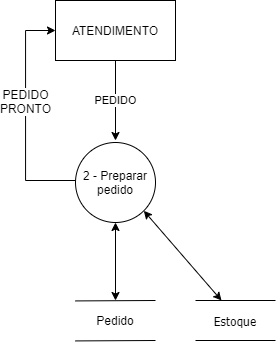 ATENDIMENTO
PEDIDO
PRONTO
PEDIDO
2 - Preparar
pedido
Pedido
Estoque